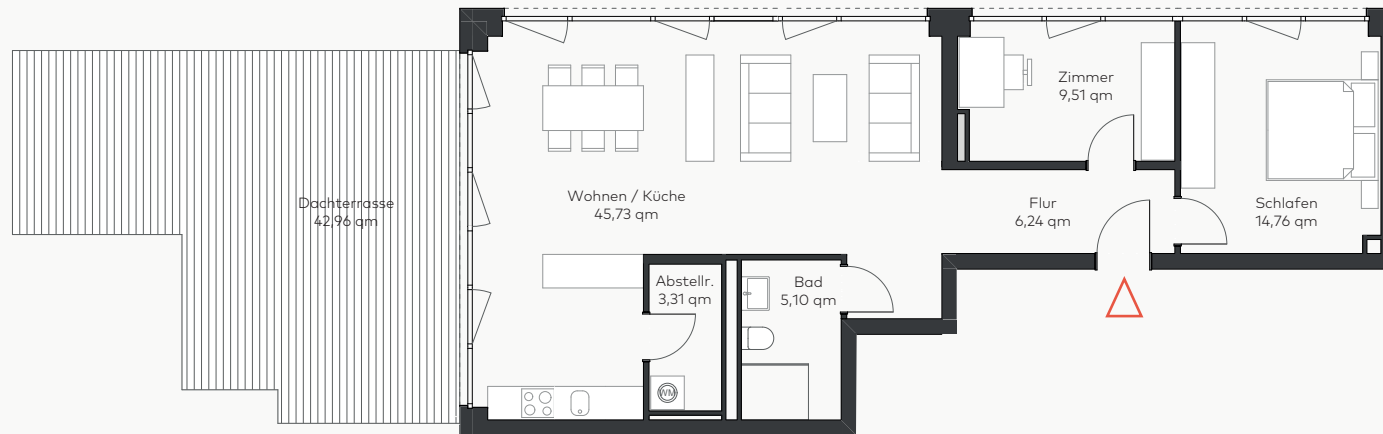 Zimmer
9,51 qm
Dachterrasse
42,96 qm
Wohnen / Küche
45,73 qm
Flur
6,24 qm
Schlafen
14,76 qm
Abstellr.
3,31 qm
Bad
5,10 qm
WM